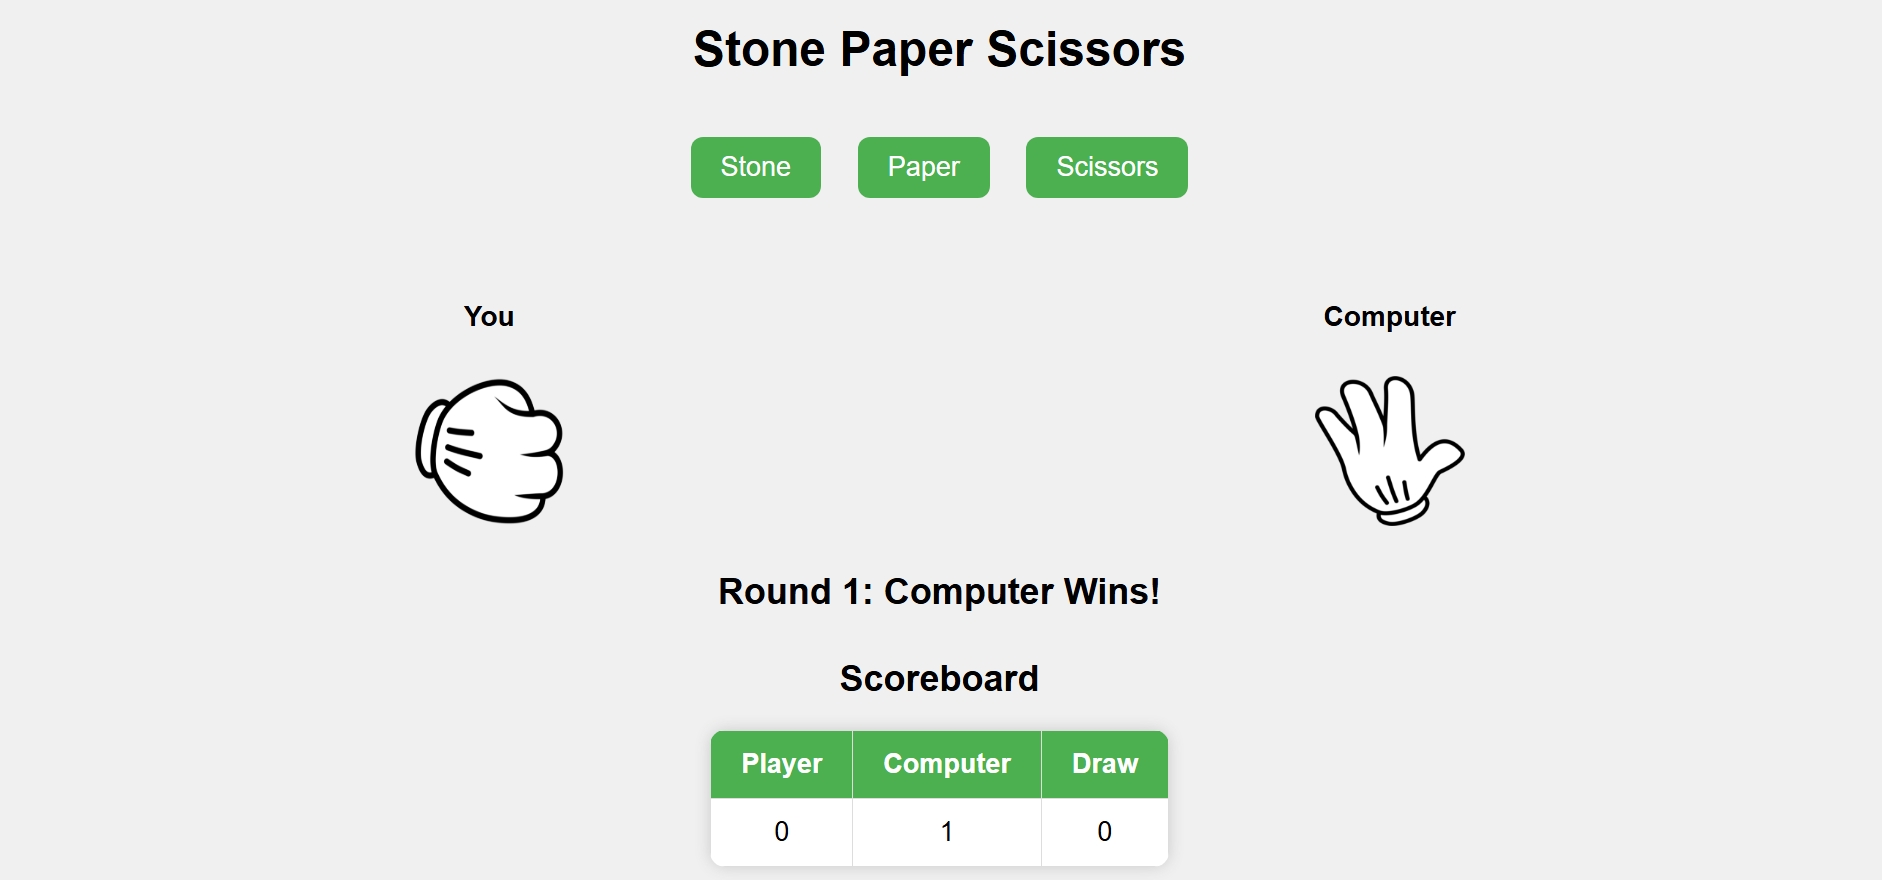 Stone Paper Scissors
Stone Paper Scissors
You Computer
Round 1: Computer Wins!
Scoreboard
Player Computer Draw
0 1 0